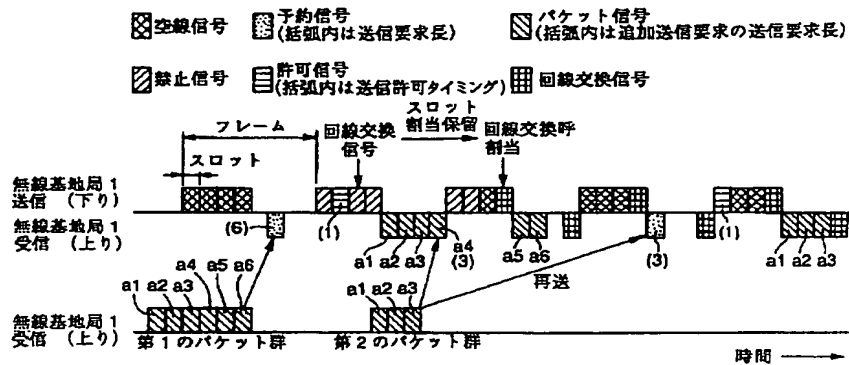 空線信号
予約信号
(括弧内は送信要求長)
パケット信号
(括弧内は追加送信要求の送信要求長)
禁止信号
許可信号
(括弧内は送信許可タイミング)
回線交換信号
フレーム
スロット
回線交換
信号
スロット
割当保留
回線交換呼
割当
無線基地局1
送信 (下り)
無線基地局1
受信 (上り)
(6)
(1)
a1 a2 a3 a4
(3)
a5 a6
(3)
(1)
a1 a2 a3
再送
a1 a2 a3 a4 a5 a6
a1 a2 a3
無線基地局1
受信 (上り)
第1のパケット群
第2のパケット群
時間